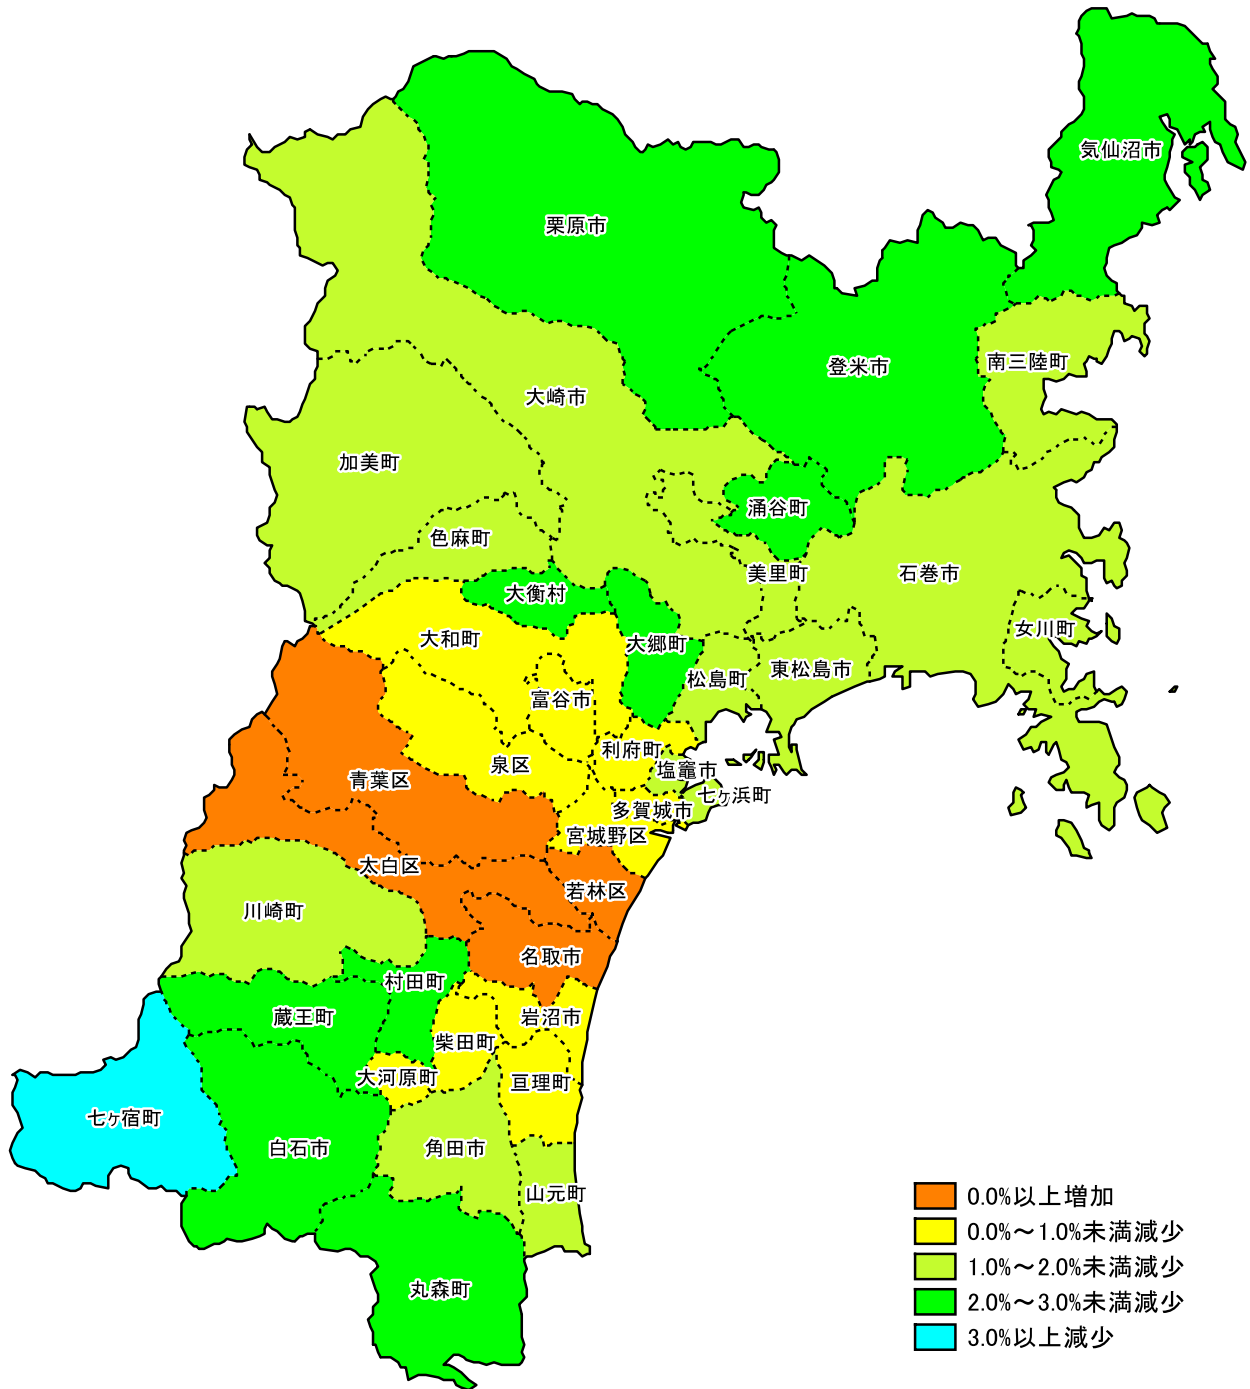 気仙沼市
栗原市
登米市
南三陸町
大崎市
加美町
涌谷町
色麻町
美里町
石巻市
大衡村
女川町
大和町
大郷町
東松島市
松島町
富谷市
利府町
泉区
塩竈市
青葉区
七ヶ浜町
多賀城市
宮城野区
太白区
若林区
川崎町
名取市
村田町
蔵王町
岩沼市
柴田町
大河原町
亘理町
七ヶ宿町
白石市
角田市
山元町
丸森町
0.0%以上増加
0.0%～1.0%未満減少
1.0%～2.0%未満減少
2.0%～3.0%未満減少
3.0%以上減少